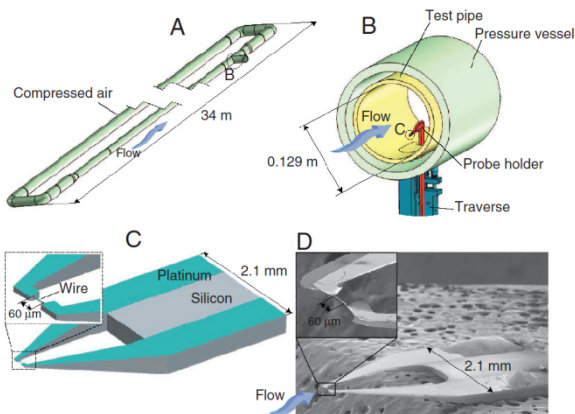 A
B
Compressed air
34 m
Flow
B
Test pipe
Pressure vessel
Flow
C
0.129 m
Probe holder
Traverse
C
Platinum
2.1 mm
Silicon
Wire
60 μm
D
60 μm
2.1 mm
Flow